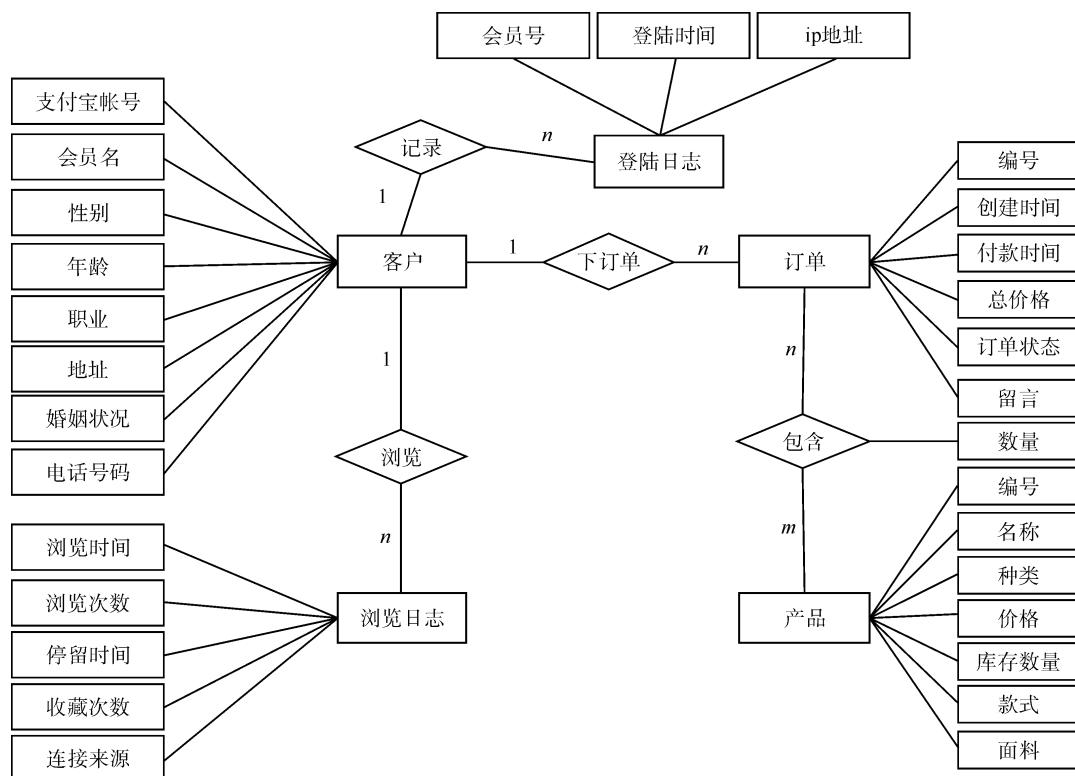 会员号
登陆时间
ip地址
支付宝帐号
会员名
性别
年龄
职业
地址
婚姻状况
电话号码
记录
n
登陆日志
1
客户
1
下订单
n
订单
编号
创建时间
付款时间
总价格
订单状态
留言
1
浏览
n
浏览日志
浏览时间
浏览次数
停留时间
收藏次数
连接来源
n
包含
数量
m
产品
编号
名称
种类
价格
库存数量
款式
面料